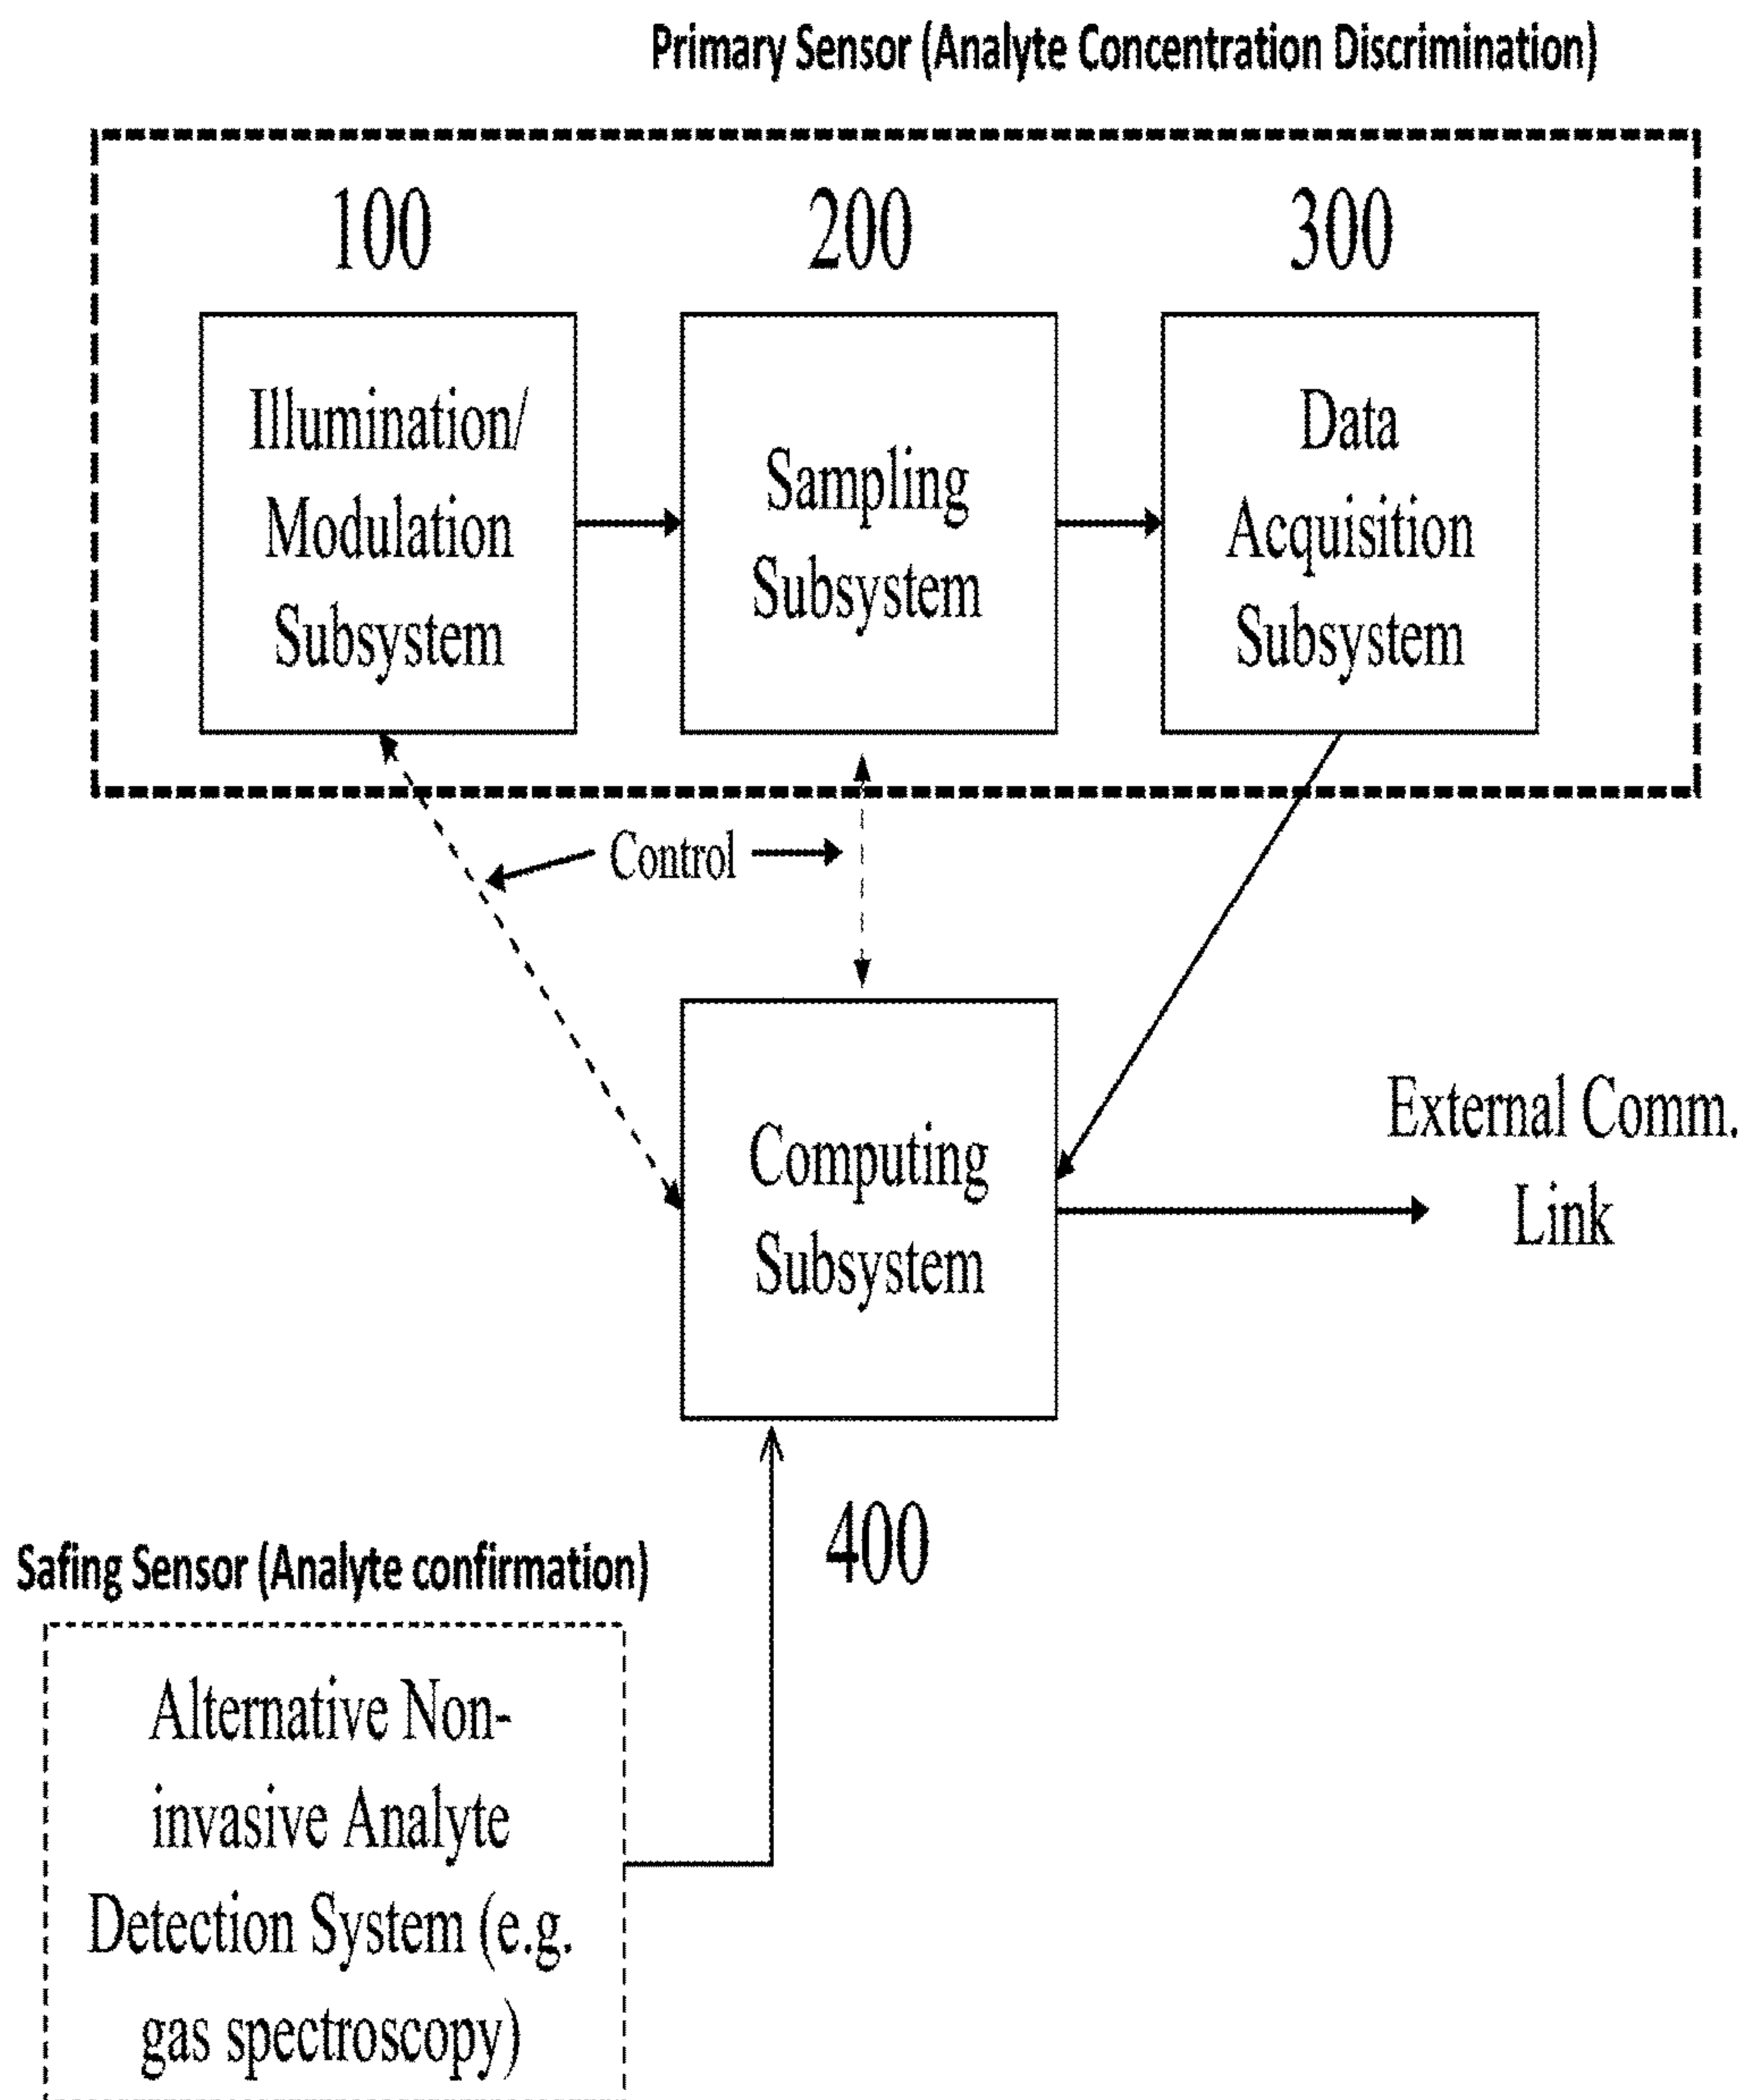 Primary Sensor (Analyte Concentration Discrimination)
100
200
300
Illumination/
Modulation
Subsystem
Sampling
Subsystem
Data
Acquisition
Subsystem
Control
Computing
Subsystem
External Comm.
Link
400
Safing Sensor (Analyte confirmation)
Alternative Non-
invasive Analyte
Detection System (e.g.
gas spectroscopy)